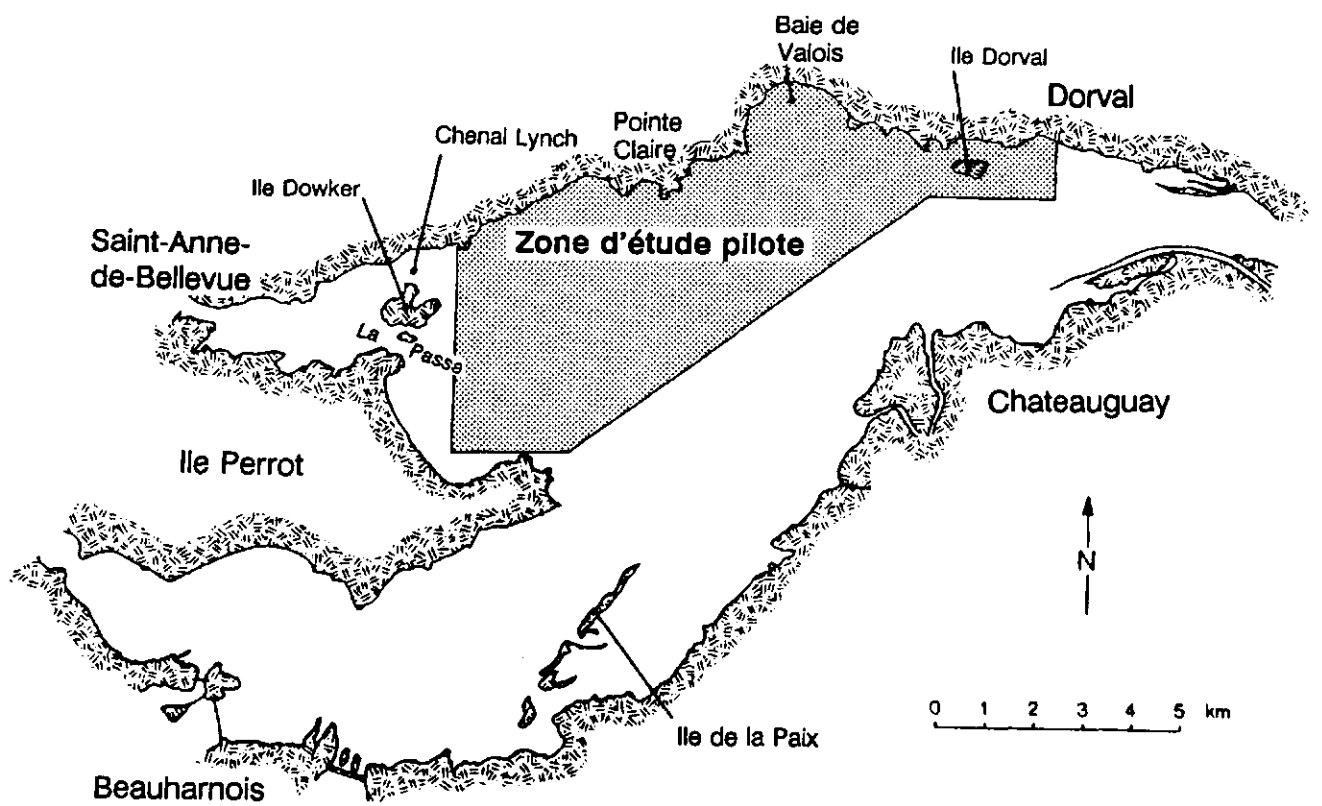 Baie de
Valois
Ile Dorval
Dorval
Chenal Lynch
Pointe
Claire
Ile Dowker
Saint-Anne-
de-Bellevue
Zone d'étude pilote
La
Passe
Chateauguay
Ile Perrot
N
0 1 2 3 4 5 km
Ile de la Paix
Beauharnois